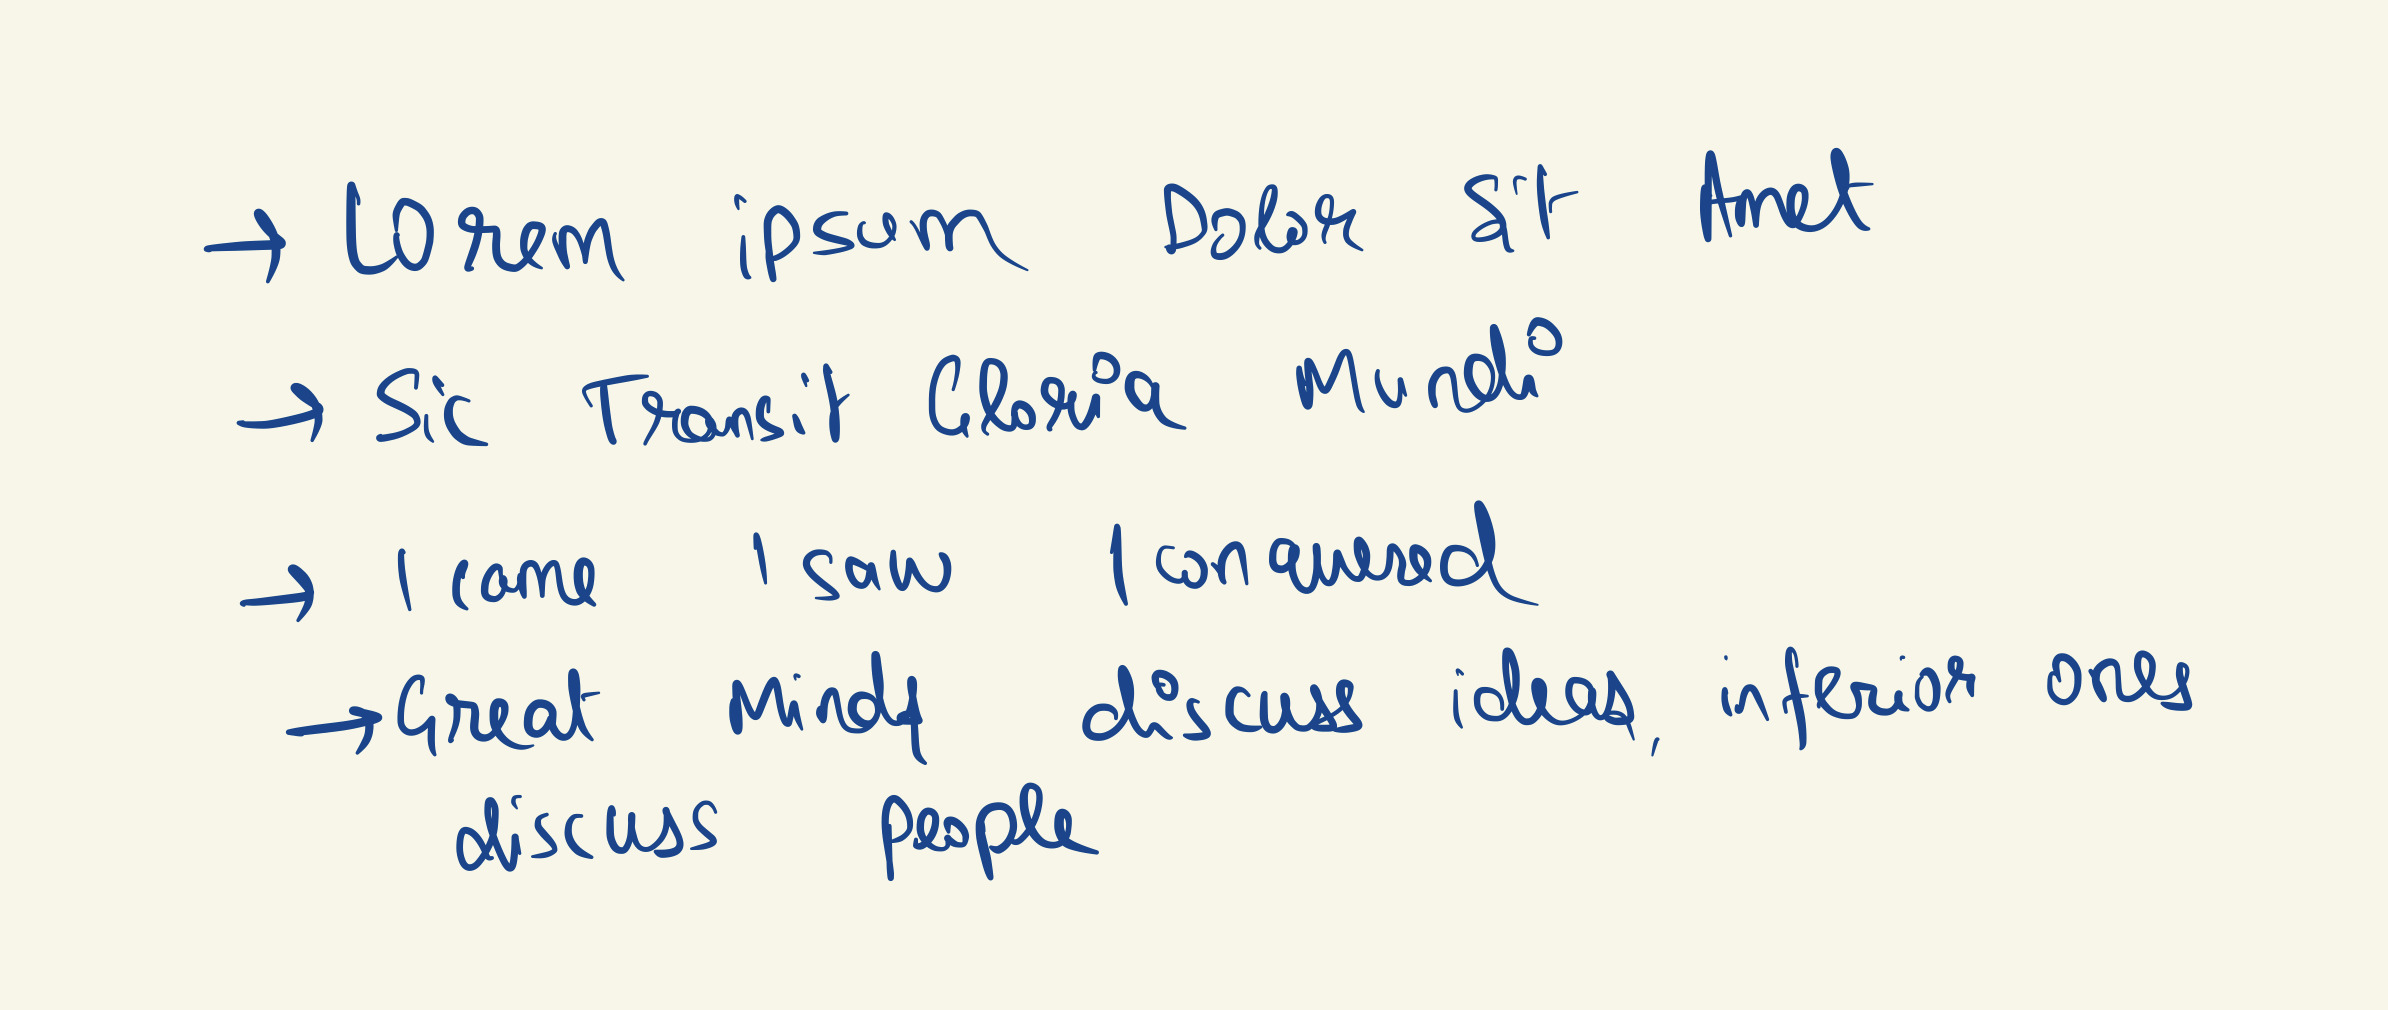 → Lorem ipsum Dolor Sit Amet
→ Sic Transit Gloria Mundi
→ I came I saw I conquered
→ Great Minds discuss ideas, inferior ones
discuss people